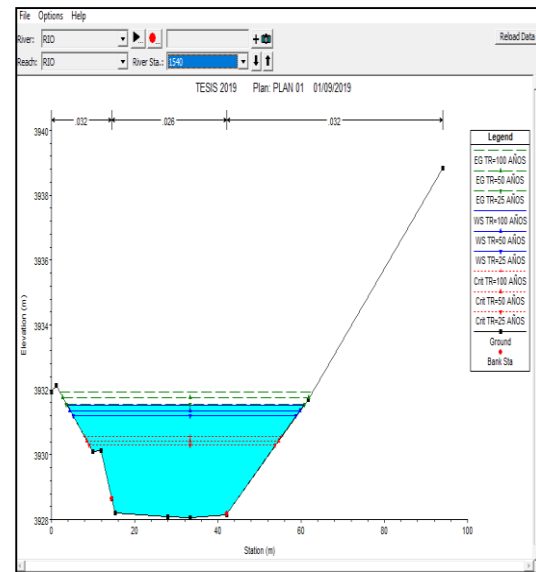 File Options Help
River: RIO
Reload Data
Reach: RIO River Sta.: 1540
TESIS 2019 Plan: PLAN 01 01/09/2019
.032 .026 .032
3940
3938
3936
3934
3932
3930
3928
Elevation (m)
0 20 40 60 80 100
Station (m)
Legend
EG TR=100 AÑOS
EG TR=50 AÑOS
EG TR=25 AÑOS
WS TR=100 AÑOS
WS TR=50 AÑOS
WS TR=25 AÑOS
Crit TR=100 AÑOS
Crit TR=50 AÑOS
Crit TR=25 AÑOS
Ground
Bank Sta